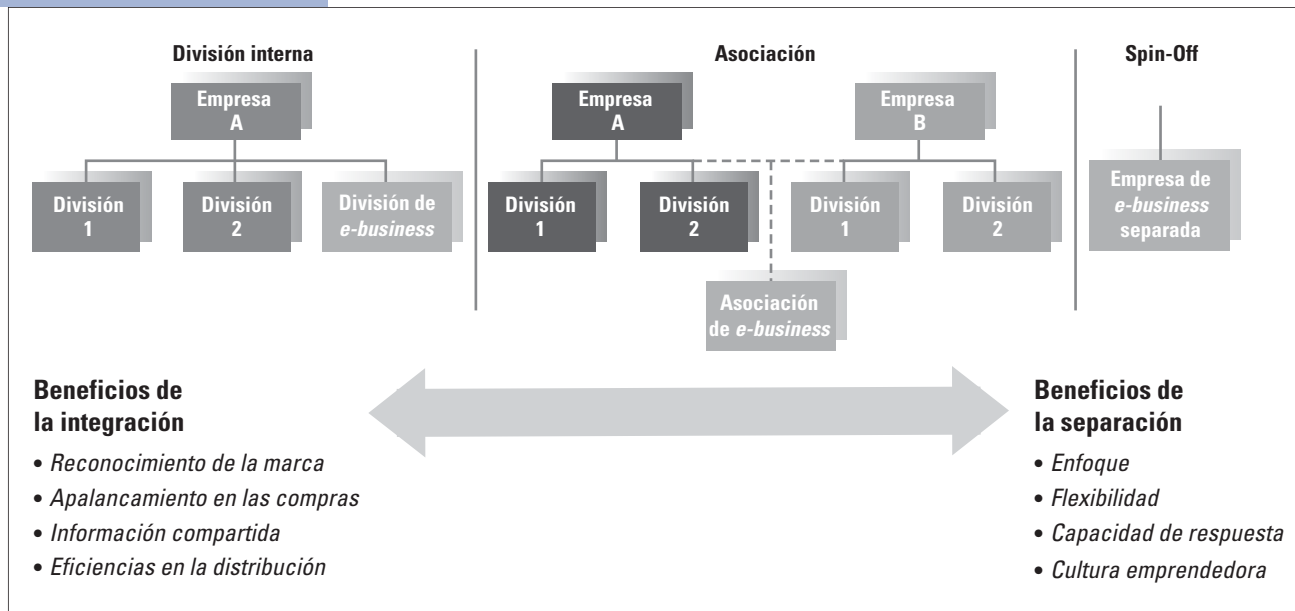 División interna
Empresa
A
División
1
División
2
División de
e-business
Asociación
Empresa
A
Empresa
B
División
1
División
2
División
1
División
2
Asociación
de e-business
Spin-Off
Empresa de
e-business
separada
Beneficios de
la integración
• Reconocimiento de la marca
• Apalancamiento en las compras
• Información compartida
• Eficiencias en la distribución
Beneficios de
la separación
• Enfoque
• Flexibilidad
• Capacidad de respuesta
• Cultura emprendedora